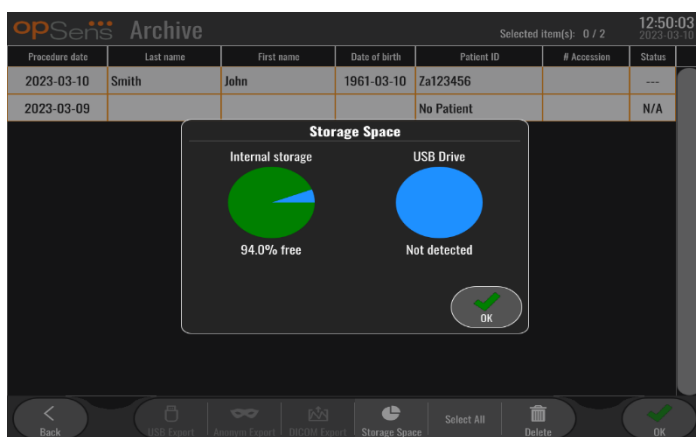 opSens Archive Selected item(s): 0 / 2 12:50:03
2023-03-10
Procedure date Last name First name Date of birth Patient ID # Accession Status
2023-03-10 Smith John 1961-03-10 Za123456 ---
2023-03-09 No Patient N/A
Storage Space
Internal storage USB Drive
94.0% free Not detected
OK
Back USB Export Anonym Export DICOM Export Storage Space Select All Delete OK